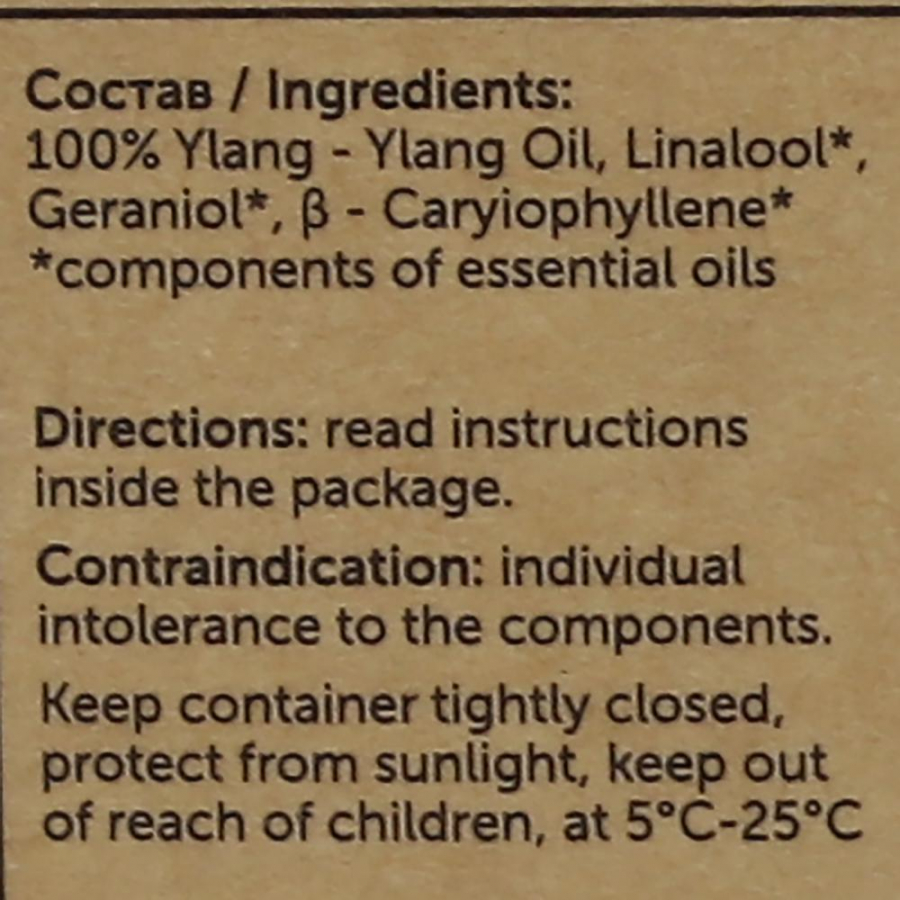 Состав / Ingredients:
100% Ylang - Ylang Oil, Linalool*,
Geraniol*, β - Caryiophyllene*
*components of essential oils
Directions: read instructions
inside the package.
Contraindication: individual
intolerance to the components.
Keep container tightly closed,
protect from sunlight, keep out
of reach of children, at 5°C-25°C